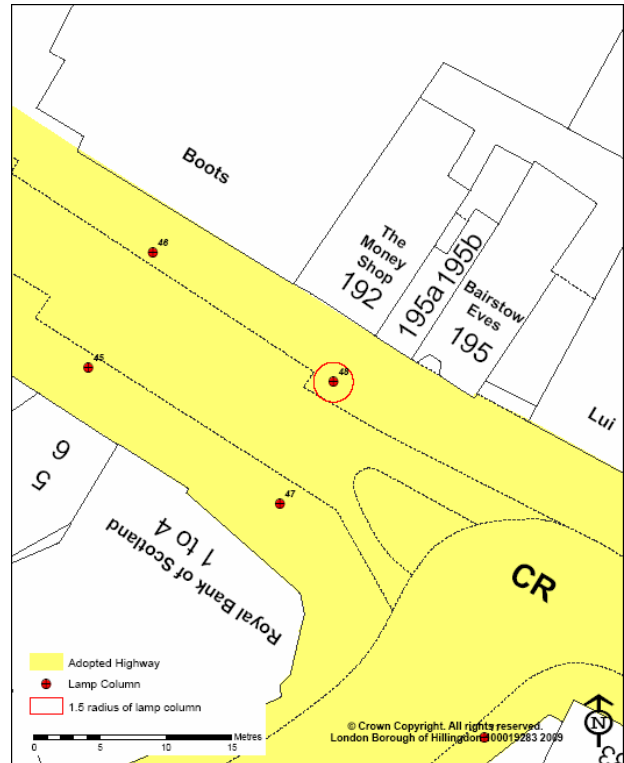 Boots
46
The
Money
Shop
192
195a
195b
Bairstow
Eves
195
48
45
Lui
5
6
47
Royal Bank of Scotland
1 to 4
CR
Adopted Highway
Lamp Column
1.5 radius of lamp column
Metres
0 5 10 15
© Crown Copyright. All rights reserved.
London Borough of Hillingdon 100019283 2009
N